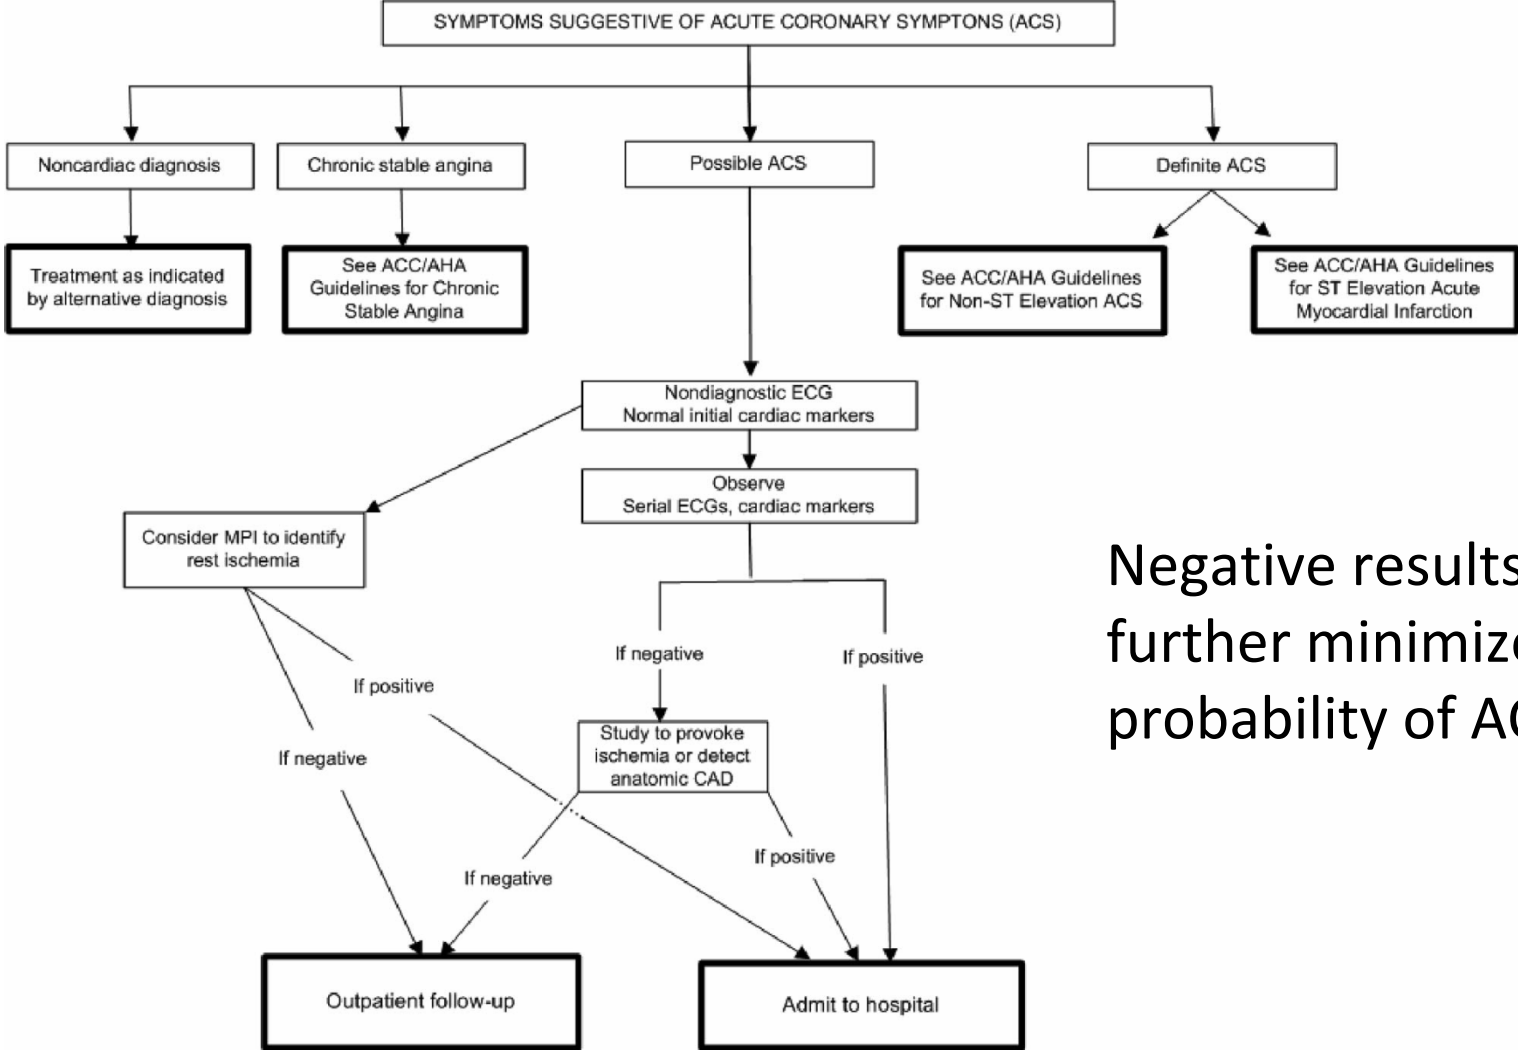 SYMPTOMS SUGGESTIVE OF ACUTE CORONARY SYMPTONS (ACS)
Noncardiac diagnosis
Chronic stable angina
Possible ACS
Definite ACS
Treatment as indicated
by alternative diagnosis
See ACC/AHA
Guidelines for Chronic
Stable Angina
See ACC/AHA Guidelines
for Non-ST Elevation ACS
See ACC/AHA Guidelines
for ST Elevation Acute
Myocardial Infarction
Nondiagnostic ECG
Normal initial cardiac markers
Observe
Serial ECGs, cardiac markers
Consider MPI to identify
rest ischemia
Negative results
further minimize
probability of
If negative
If positive
If positive
Study to provoke
ischemia or detect
anatomic CAD
If negative
If positive
If negative
Outpatient follow-up
Admit to hospital